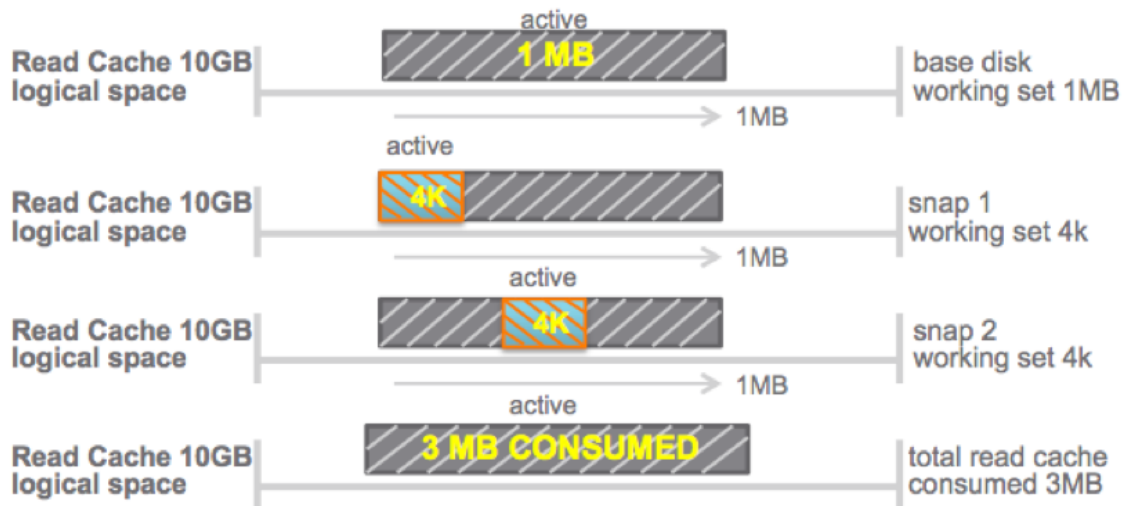 active
Read Cache 10GB
logical space
1 MB
base disk
working set 1MB
1MB
active
Read Cache 10GB
logical space
4K
snap 1
working set 4k
1MB
active
Read Cache 10GB
logical space
4K
snap 2
working set 4k
1MB
active
Read Cache 10GB
logical space
3 MB CONSUMED
total read cache
consumed 3MB